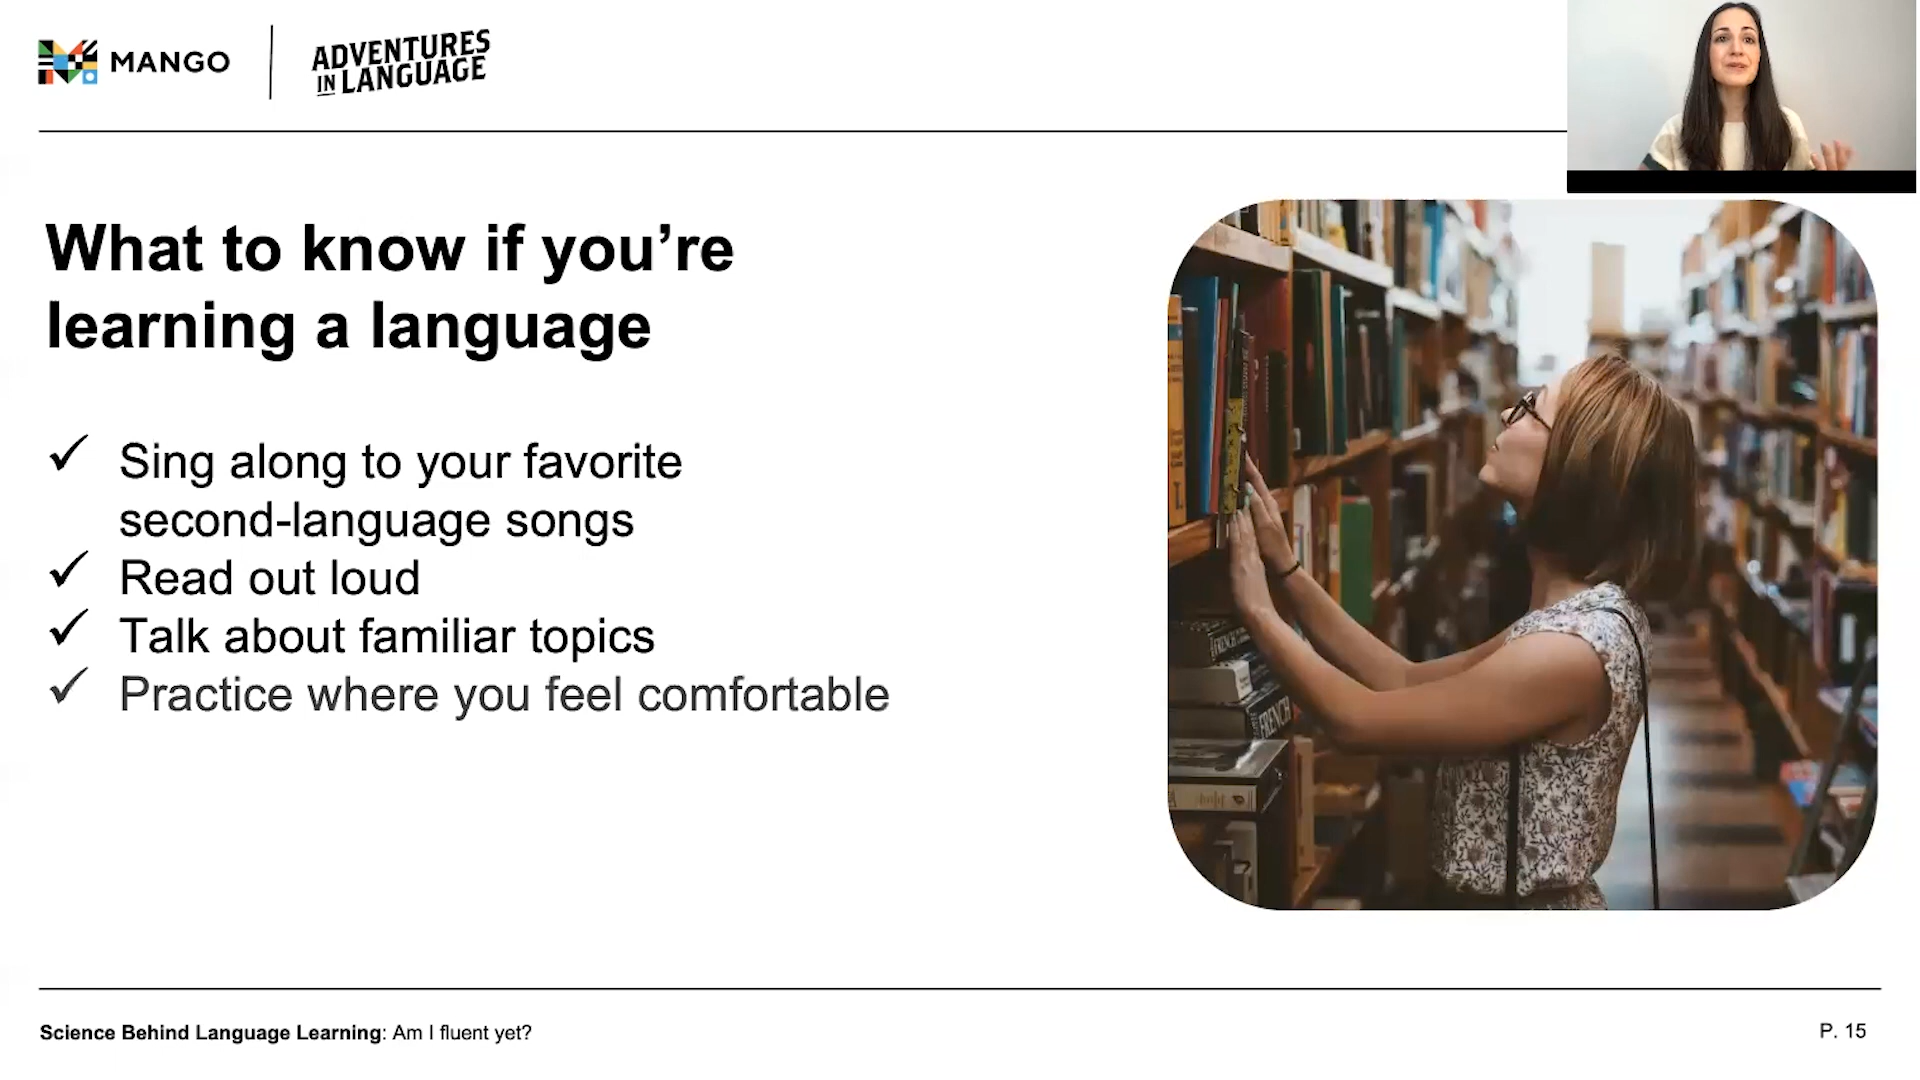 MANGO
ADVENTURES
IN LANGUAGE
What to know if you’re
learning a language
✓ Sing along to your favorite
second-language songs
✓ Read out loud
✓ Talk about familiar topics
✓ Practice where you feel comfortable
FRENCH
FRENCH
Science Behind Language Learning: Am I fluent yet?
P. 15